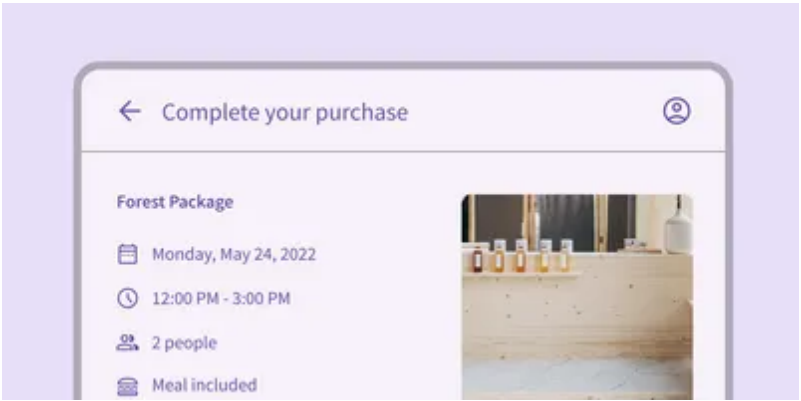 Complete your purchase
Forest Package
Monday, May 24, 2022
12:00 PM - 3:00 PM
2 people
Meal included